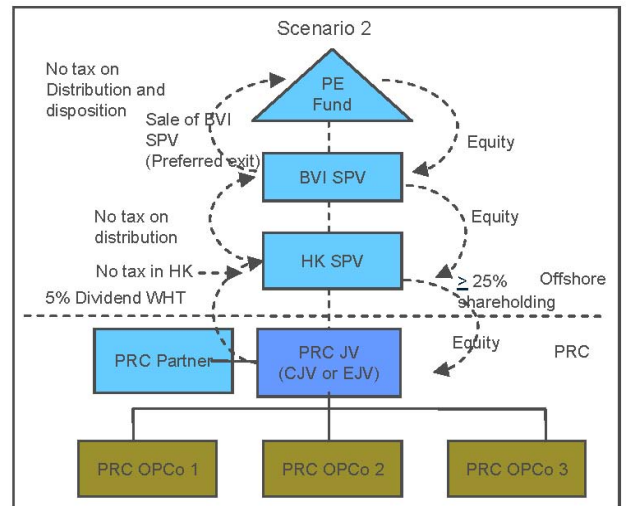 Scenario 2
No tax on
Distribution and
disposition
PE
Fund
Sale of BVI
SPV
(Preferred exit)
Equity
BVI SPV
No tax on
distribution
Equity
HK SPV
No tax in HK
≥ 25%
shareholding
Offshore
5% Dividend WHT
PRC Partner
PRC JV
(CJV or EJV)
Equity
PRC
PRC OPCo 1
PRC OPCo 2
PRC OPCo 3